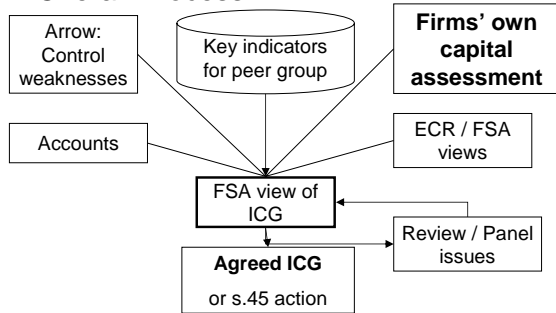 Arrow:
Control
weaknesses
Key indicators
for peer group
Firms' own
capital
assessment
Accounts
ECR / FSA
views
FSA view of
ICG
Review / Panel
issues
Agreed ICG
or s.45 action